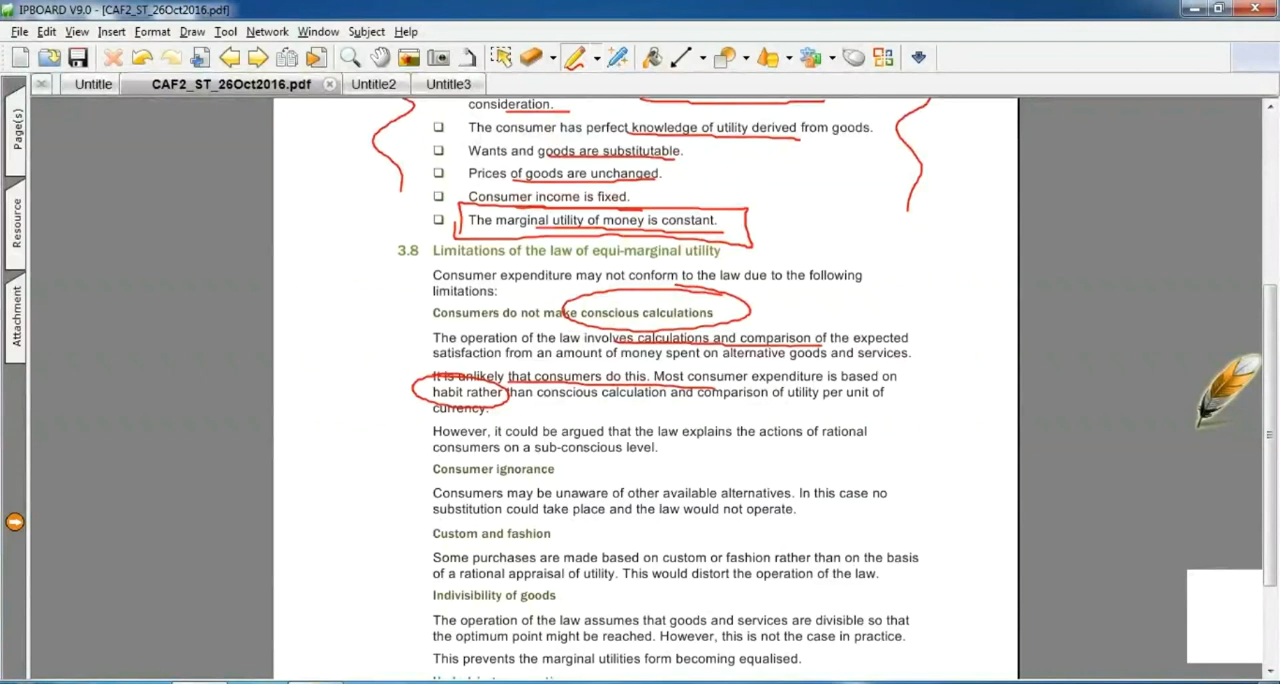 IPBOARD V9.0 - [CAF2_ST_26Oct2016.pdf]
File Edit View Insert Format Draw Tool Network Window Subject Help
Untitle CAF2_ST_26Oct2016.pdf Untitle2 Untitle3
Page(s)
Resource
Attachment
consideration.
The consumer has perfect knowledge of utility derived from goods.
Wants and goods are substitutable.
Prices of goods are unchanged.
Consumer income is fixed.
The marginal utility of money is constant.
3.8 Limitations of the law of equi-marginal utility
Consumer expenditure may not conform to the law due to the following
limitations:
Consumers do not make conscious calculations
The operation of the law involves calculations and comparison of the expected
satisfaction from an amount of money spent on alternative goods and services.
It is unlikely that consumers do this. Most consumer expenditure is based on
habit rather than conscious calculation and comparison of utility per unit of
currency.
However, it could be argued that the law explains the actions of rational
consumers on a sub-conscious level.
Consumer ignorance
Consumers may be unaware of other available alternatives. In this case no
substitution could take place and the law would not operate.
Custom and fashion
Some purchases are made based on custom or fashion rather than on the basis
of a rational appraisal of utility. This would distort the operation of the law.
Indivisibility of goods
The operation of the law assumes that goods and services are divisible so that
the optimum point might be reached. However, this is not the case in practice.
This prevents the marginal utilities form becoming equalised.